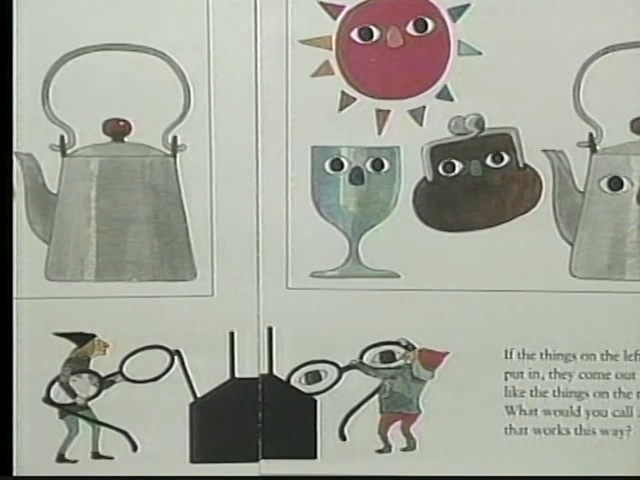 If the things on the lef
put in, they come out
like the things on the
What would you call
that works this way?